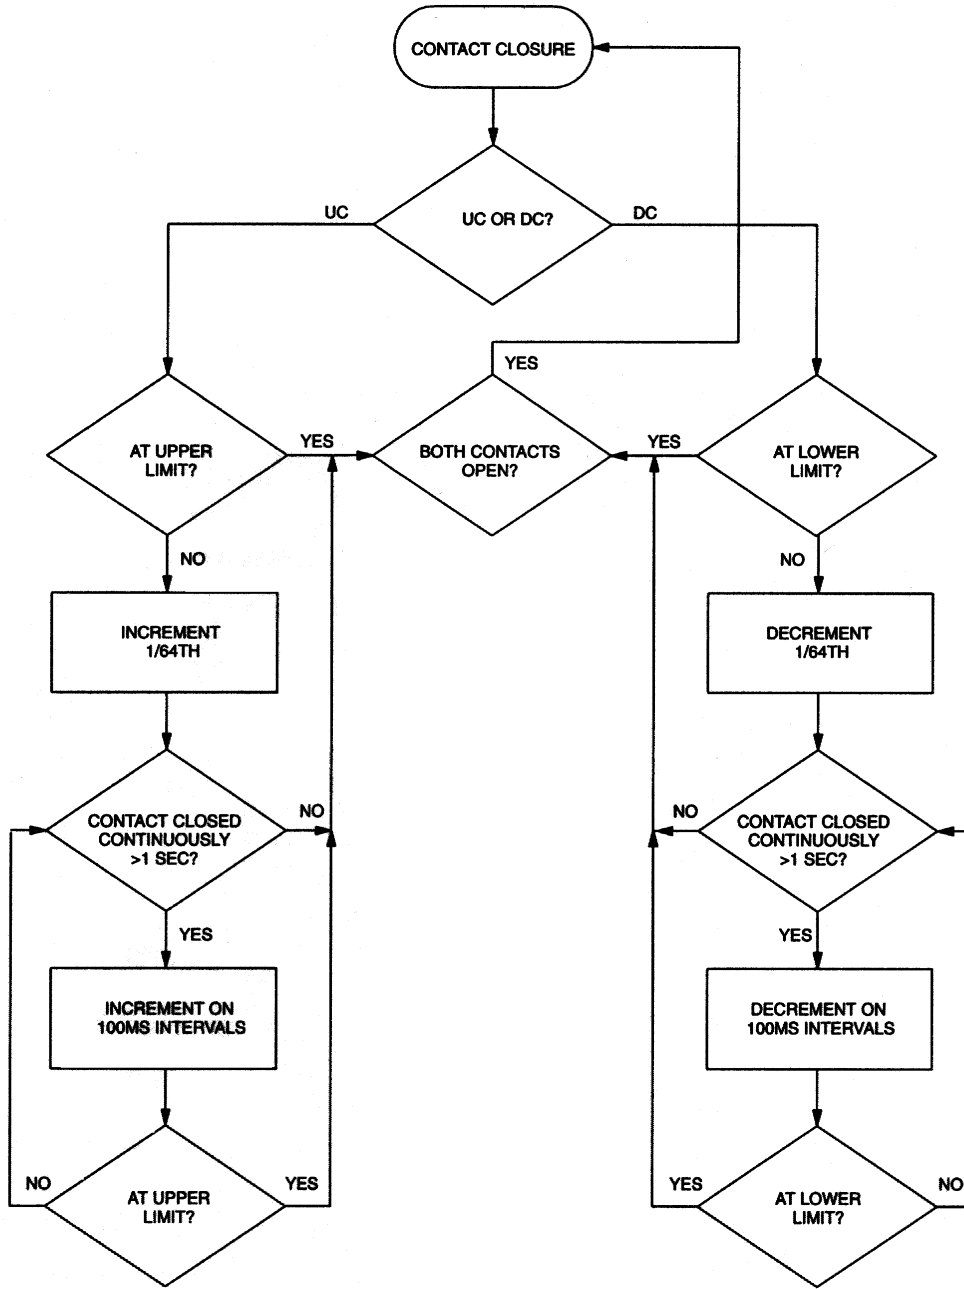 CONTACT CLOSURE
UC
UC OR DC?
DC
YES
AT UPPER
LIMIT?
YES
BOTH CONTACTS
OPEN?
YES
AT LOWER
LIMIT?
NO
NO
INCREMENT
1/64TH
DECREMENT
1/64TH
CONTACT CLOSED
CONTINUOUSLY
>1 SEC?
NO
NO
CONTACT CLOSED
CONTINUOUSLY
>1 SEC?
YES
YES
INCREMENT ON
100MS INTERVALS
DECREMENT ON
100MS INTERVALS
NO
AT UPPER
LIMIT?
YES
YES
AT LOWER
LIMIT?
NO